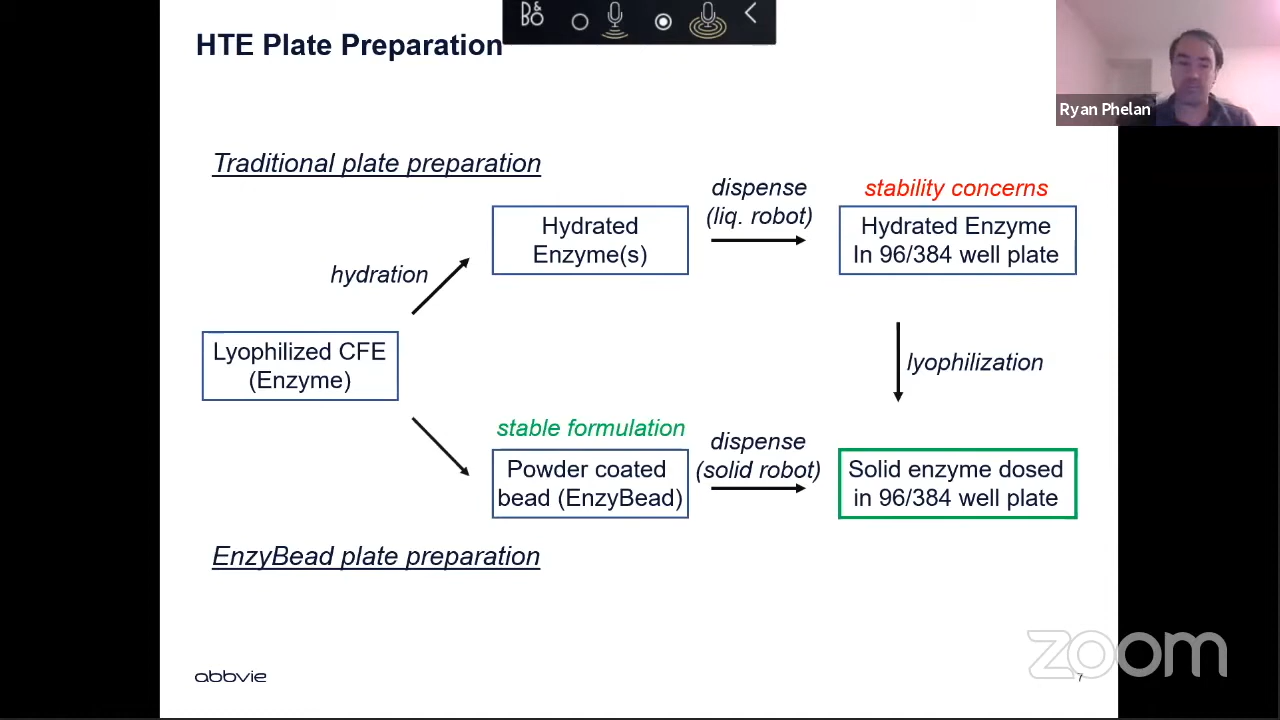 HTE Plate Preparation
B&O
Ryan Phelan
Traditional plate preparation
dispense
(liq. robot)
stability concerns
Hydrated
Enzyme(s)
Hydrated Enzyme
In 96/384 well plate
hydration
Lyophilized CFE
(Enzyme)
lyophilization
stable formulation
dispense
(solid robot)
Powder coated
bead (EnzyBead)
Solid enzyme dosed
in 96/384 well plate
EnzyBead plate preparation
abbvie
zoom
7